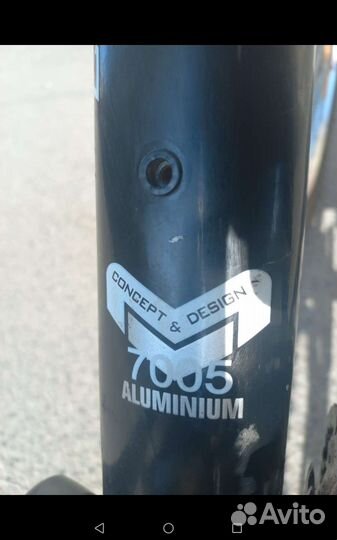 CONCEPT & DESIGN
7005
ALUMINIUM
Avito